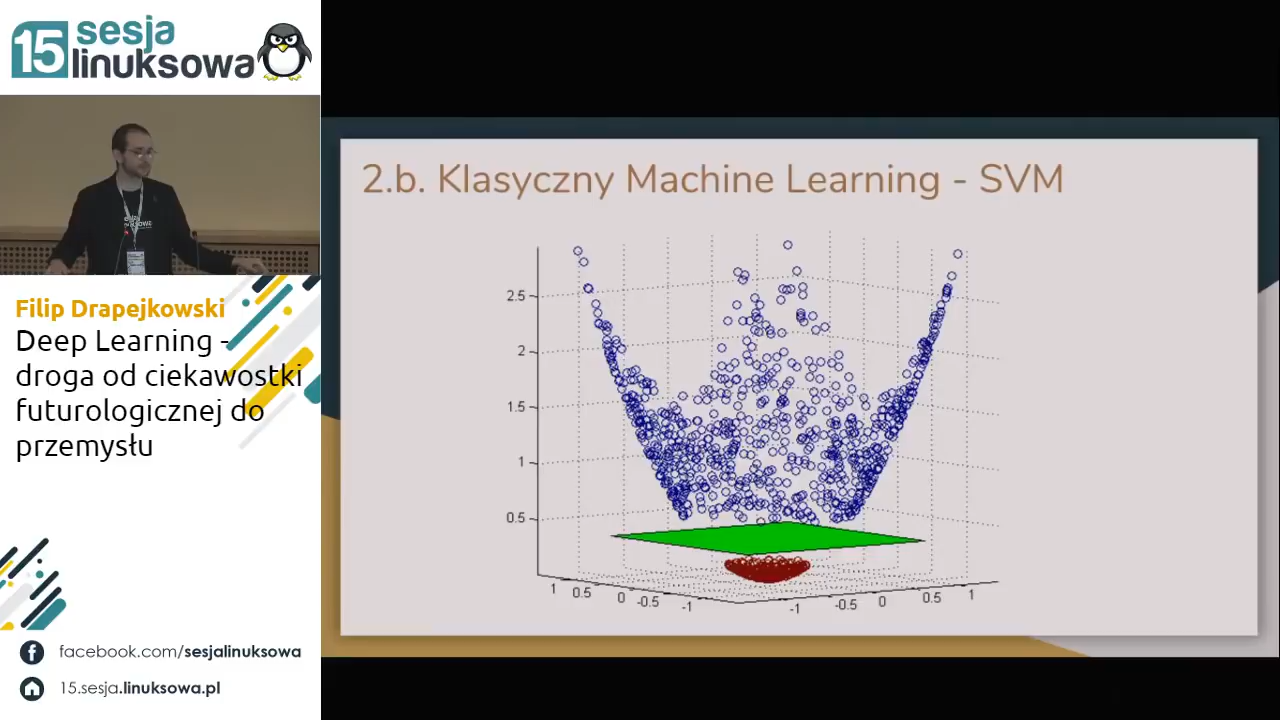 15
sesja
linuksowa
Filip Drapejkowski
Deep Learning -
droga od ciekawostki
futurologicznej do
przemysłu
facebook.com/sesjalinuksowa
15.sesja.linuksowa.pl
2.b. Klasyczny Machine Learning - SVM
2.5
2
1.5
1
0.5
1 0.5 0 -0.5 -1
-1 -0.5 0 0.5 1